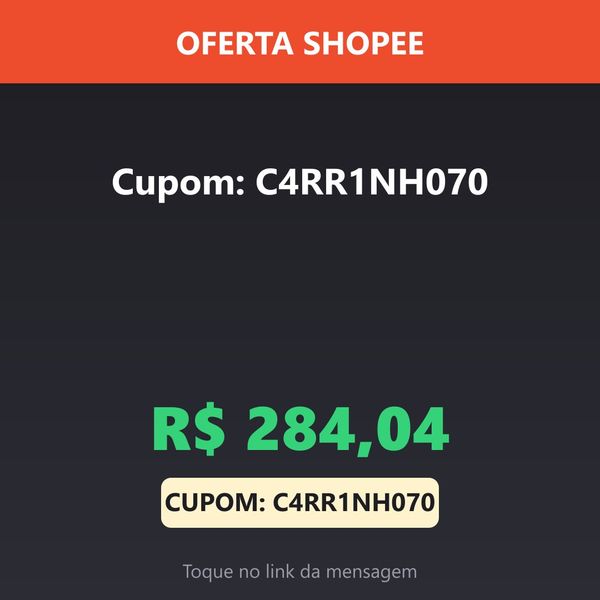 OFERTA SHOPEE
Cupom: C4RR1NH070
R$ 284,04
CUPOM: C4RR1NH070
Toque no link da mensagem